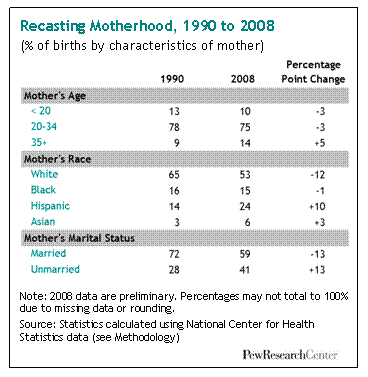 Recasting Motherhood, 1990 to 2008
(% of births by characteristics of mother)
Percentage
1990 2008 Point Change
Mother's Age
< 20 13 10 -3
20-34 78 75 -3
35+ 9 14 +5
Mother's Race
White 65 53 -12
Black 16 15 -1
Hispanic 14 24 +10
Asian 3 6 +3
Mother's Marital Status
Married 72 59 -13
Unmarried 28 41 +13
Note: 2008 data are preliminary. Percentages may not total to 100%
due to missing data or rounding.
Source: Statistics calculated using National Center for Health
Statistics data (see Methodology)
PewResearchCenter